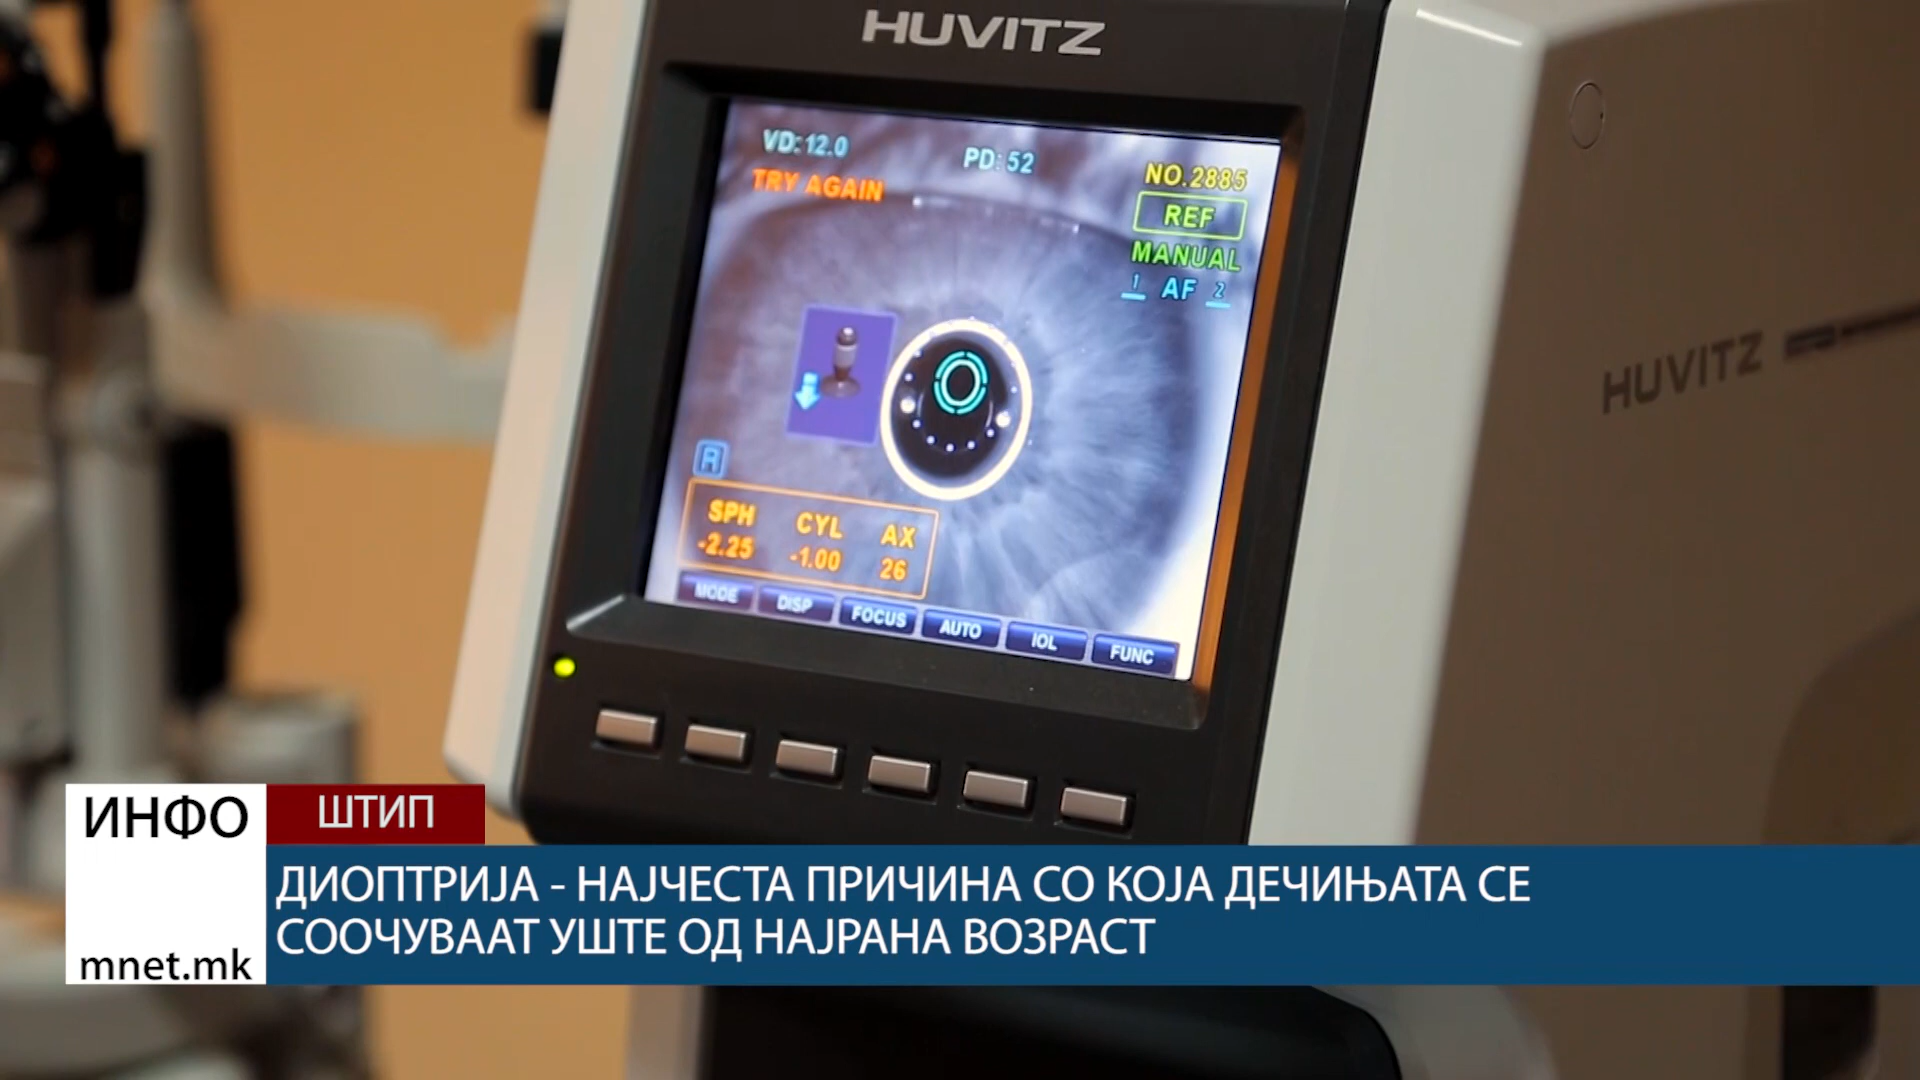 HUVITZ
VD: 12.0
PD: 52
NO.2885
TRY AGAIN
REF
MANUAL
1 AF 2
HUVITZ
R
SPH CYL AX
-2.25 -1.00 26
MODE DISP FOCUS AUTO IOL FUNC
ИНФО
ШТИП
ДИОПТРИЈА - НАЈЧЕСТА ПРИЧИНА СО КОЈА ДЕЧИЊАТА СЕ
СООЧУВААТ УШТЕ ОД НАЈРАНА ВОЗРАСТ
mnet.mk